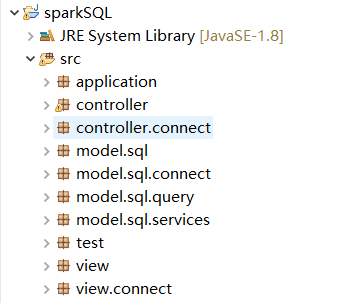 sparkSQL
JRE System Library [JavaSE-1.8]
src
application
controller
controller.connect
model.sql
model.sql.connect
model.sql.query
model.sql.services
test
view
view.connect